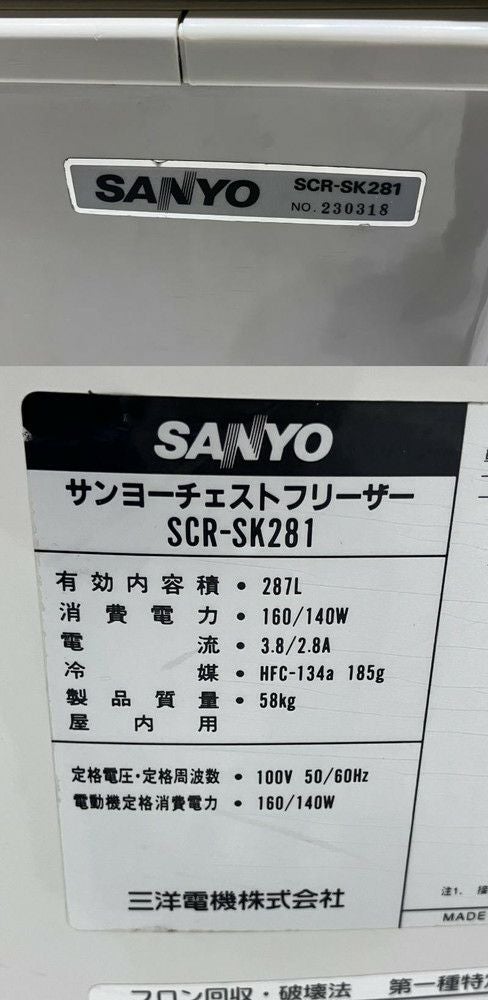 SANYO SCR-SK281
NO. 230318
SANYO
サンヨーチェストフリーザー
SCR-SK281
有効内容積 • 287L
消費電力 • 160/140W
電流 • 3.8/2.8A
冷媒 • HFC-134a 185g
製品質量 • 58kg
屋内用
定格電圧・定格周波数 • 100V 50/60Hz
電動機定格消費電力 • 160/140W
三洋電機株式会社
注1.
MADE
フロン回収・破壊法 第一種特定